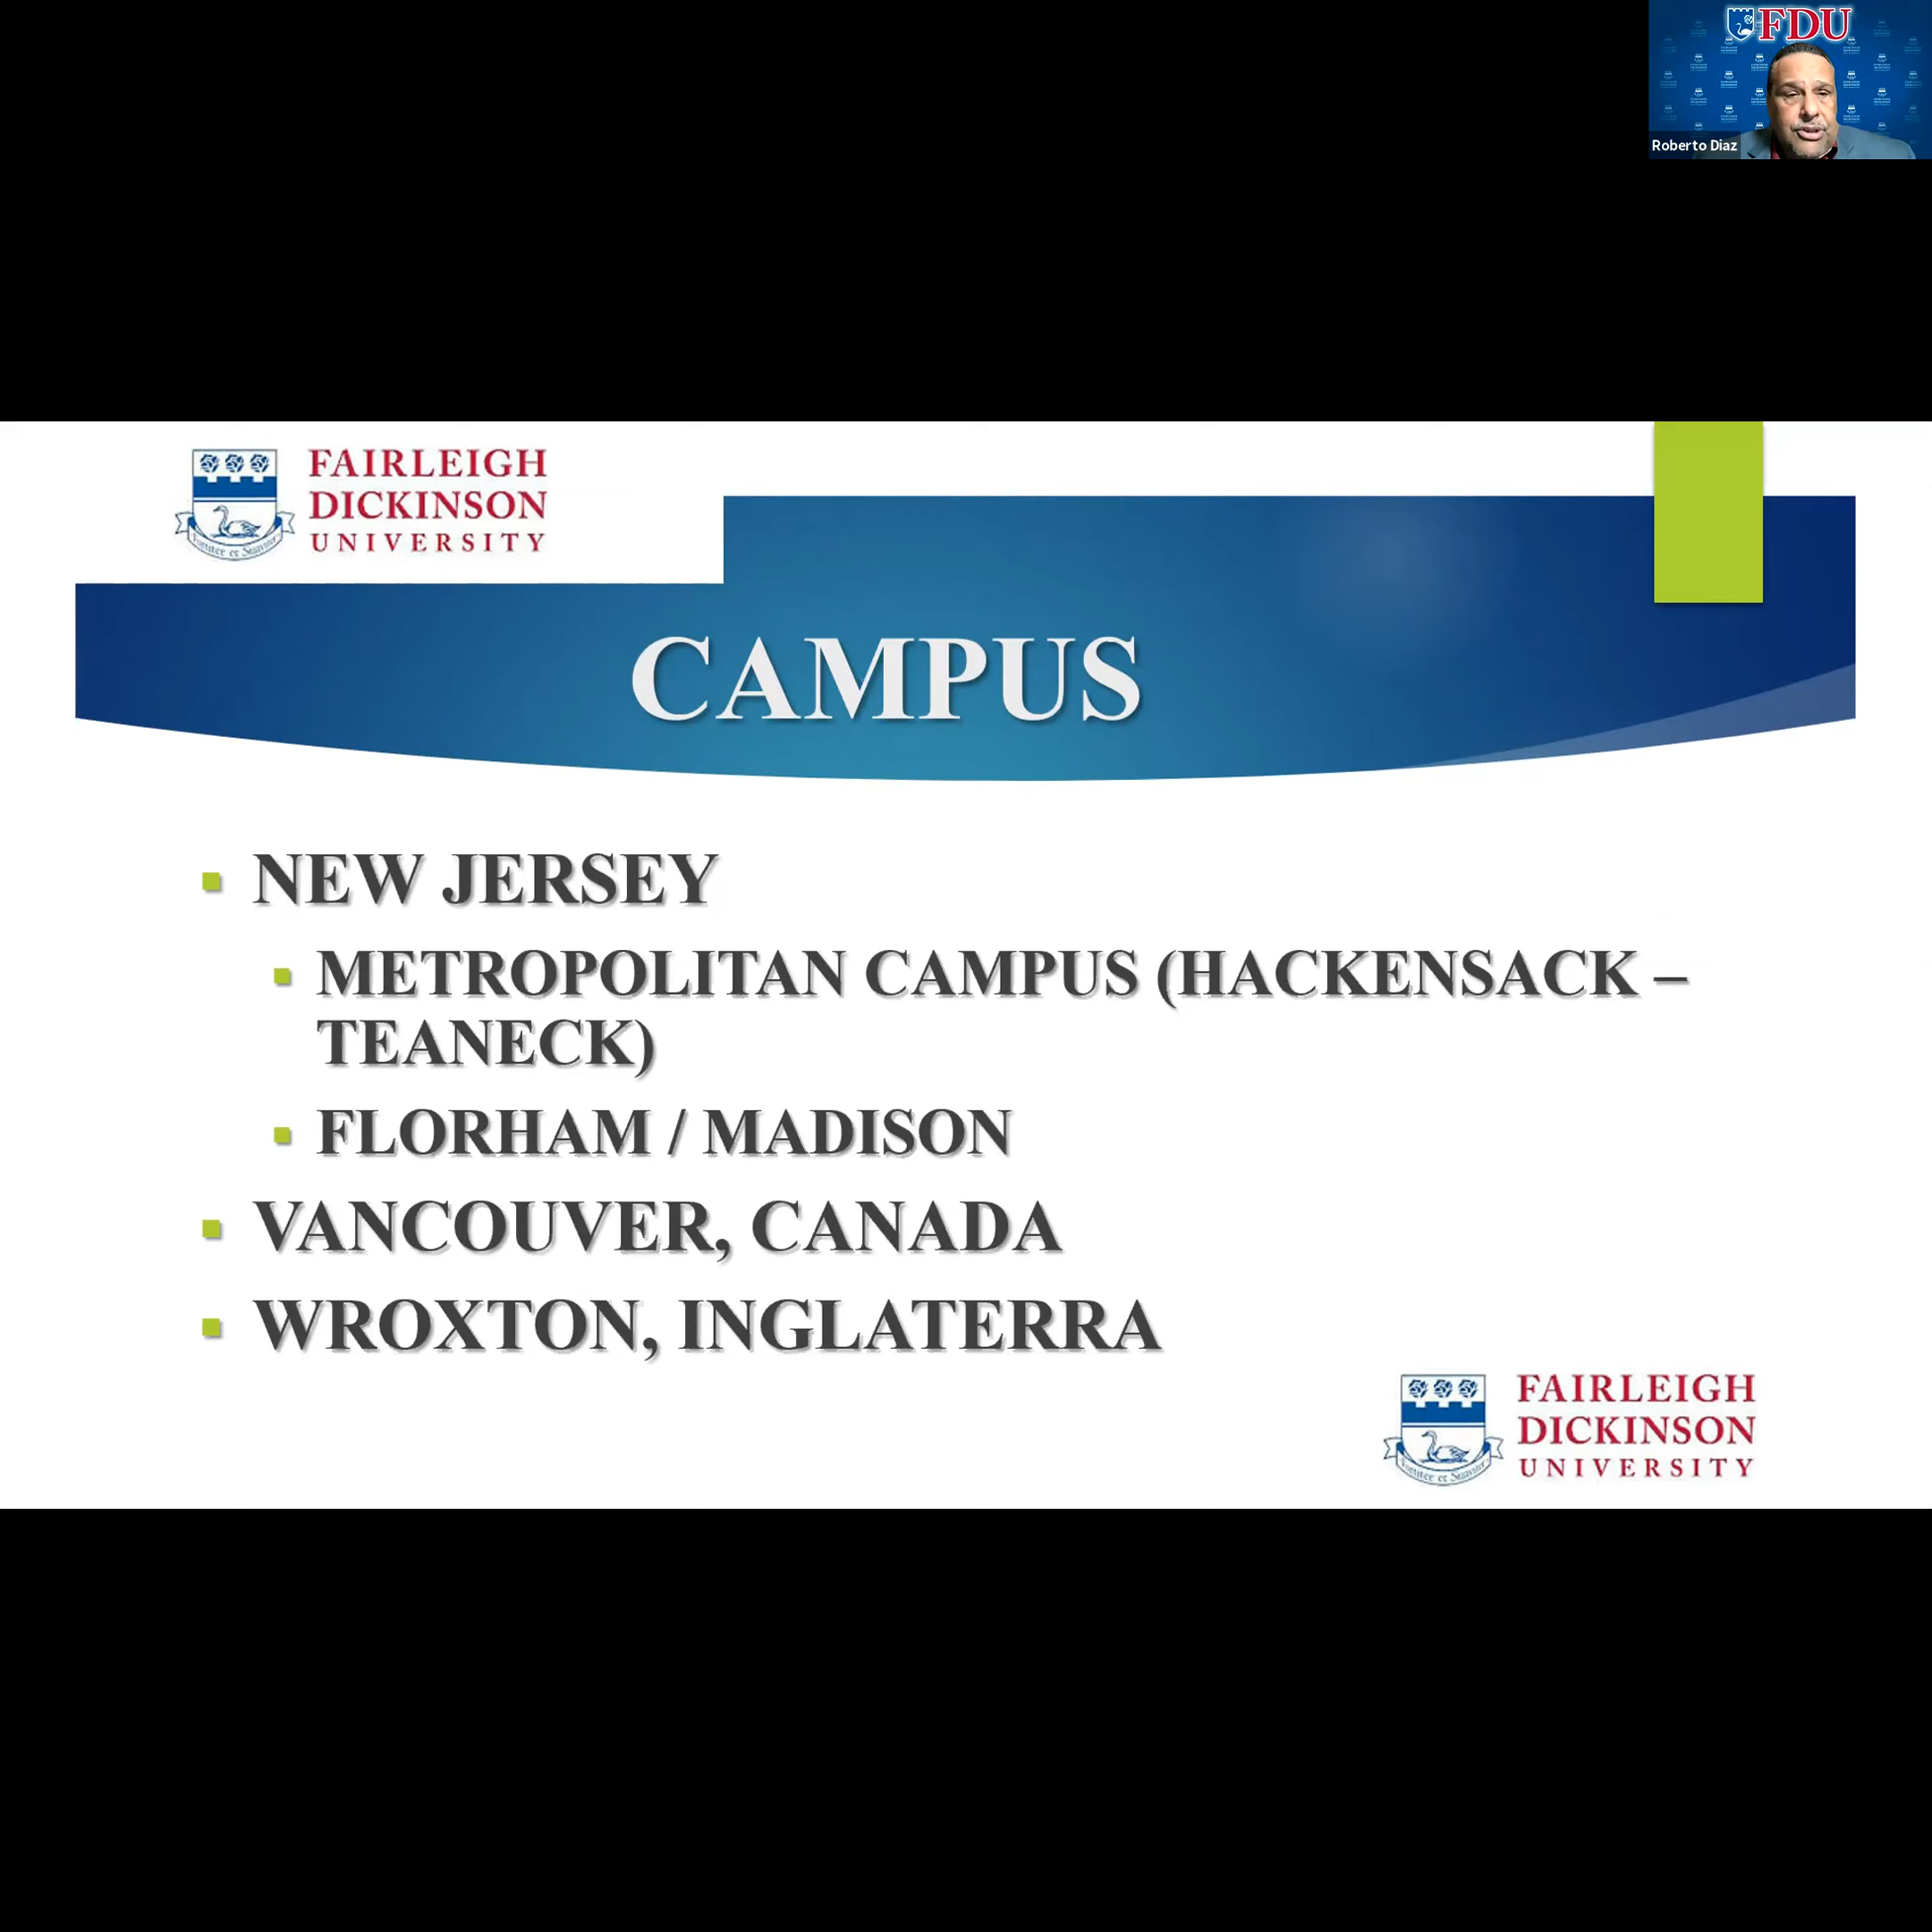 FDU
Roberto Diaz
FAIRLEIGH
DICKINSON
UNIVERSITY
CAMPUS
NEW JERSEY
METROPOLITAN CAMPUS (HACKENSACK –
TEANECK)
FLORHAM / MADISON
VANCOUVER, CANADA
WROXTON, INGLATERRA
FAIRLEIGH
DICKINSON
UNIVERSITY